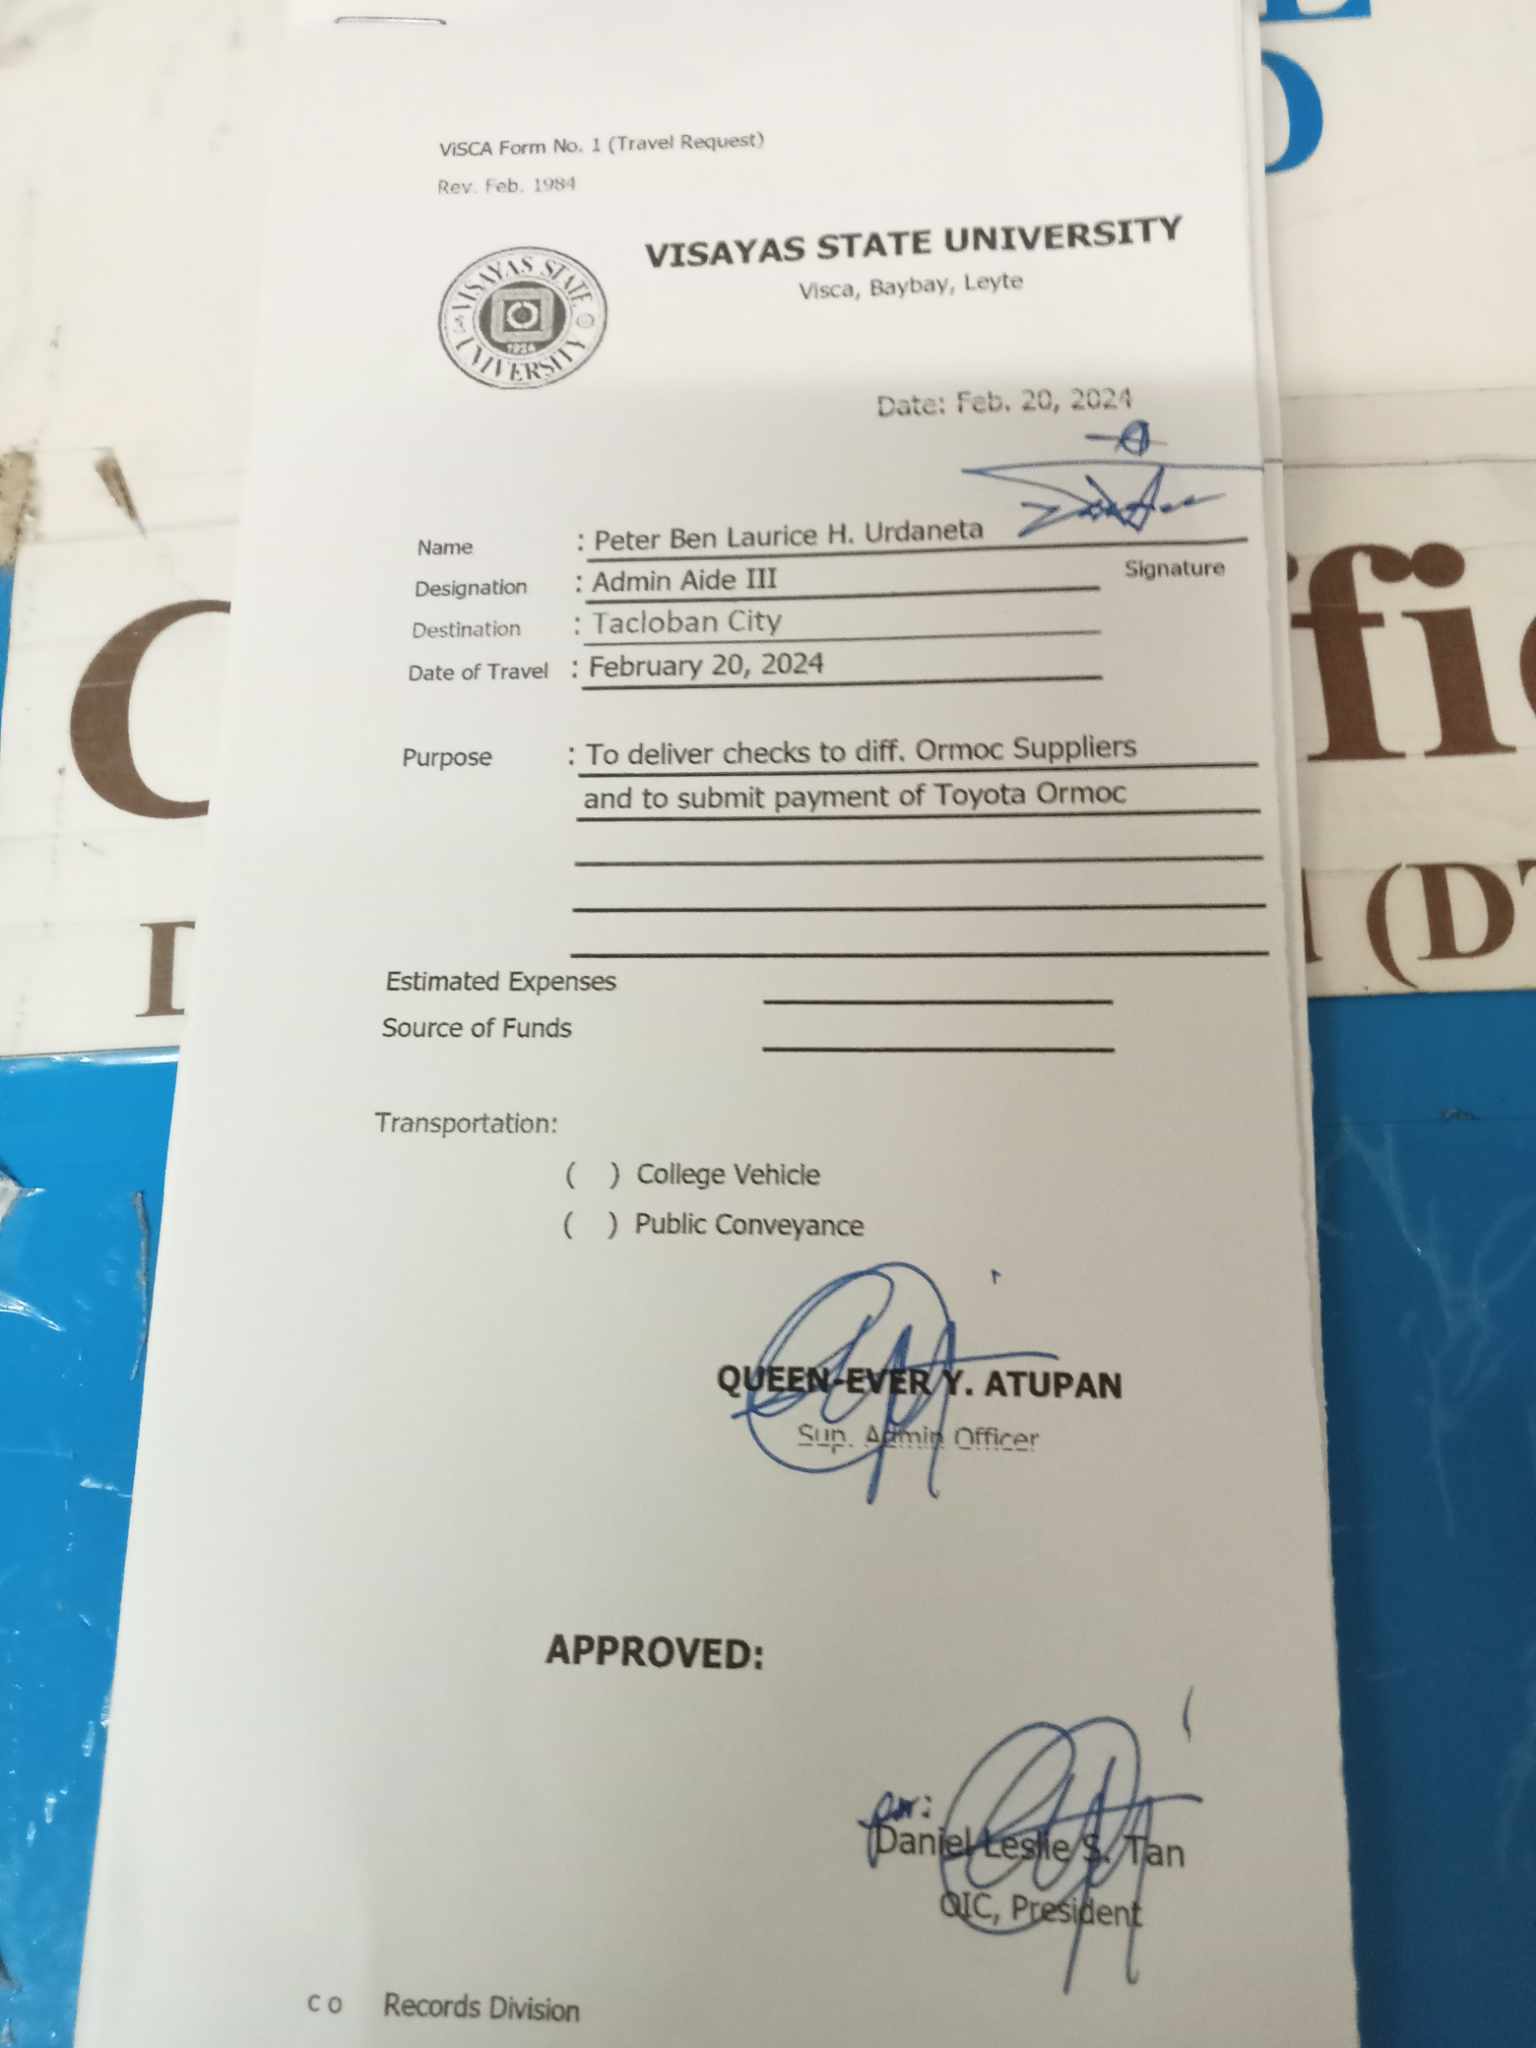 ViSCA Form No. 1 (Travel Request)
Rev. Feb. 1984
VISAYAS STATE UNIVERSITY
Visca, Baybay, Leyte
VISAYAS STATE UNIVERSITY
1924
Date: Feb. 20, 2024
Name : Peter Ben Laurice H. Urdaneta
Signature
Designation : Admin Aide III
Destination : Tacloban City
Date of Travel : February 20, 2024
Purpose : To deliver checks to diff. Ormoc Suppliers
and to submit payment of Toyota Ormoc
Estimated Expenses
Source of Funds
Transportation:
( ) College Vehicle
( ) Public Conveyance
QUEEN-EVER Y. ATUPAN
Sup. Admin Officer
APPROVED:
for:
Daniel Leslie S. Tan
OIC, President
c o Records Division